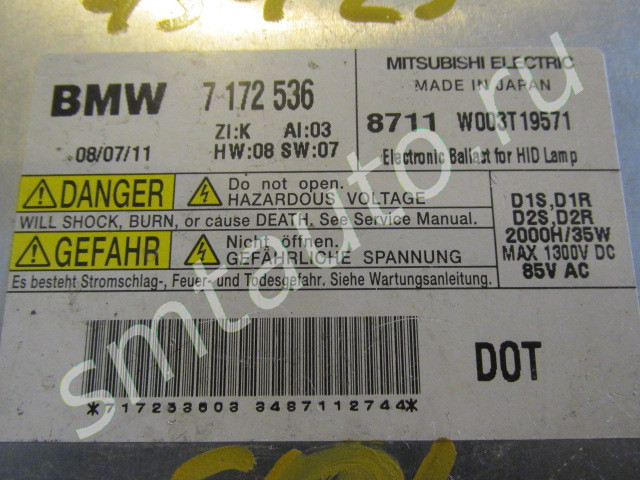 BMW 7 172 536
ZI:K AI:03
08/07/11 HW:08 SW:07
MITSUBISHI ELECTRIC
MADE IN JAPAN
8711 W003T19571
Electronic Ballast for HID Lamp
DANGER Do not open.
HAZARDOUS VOLTAGE
WILL SHOCK, BURN, or cause DEATH. See Service Manual.
GEFAHR Nicht öffnen.
GEFÄHRLICHE SPANNUNG
Es besteht Stromschlag-, Feuer- und Todesgefahr. Siehe Wartungsanleitung.
D1S,D1R
D2S,D2R
2000H/35W
MAX 1300V DC
85V AC
DOT
smtauto.ru